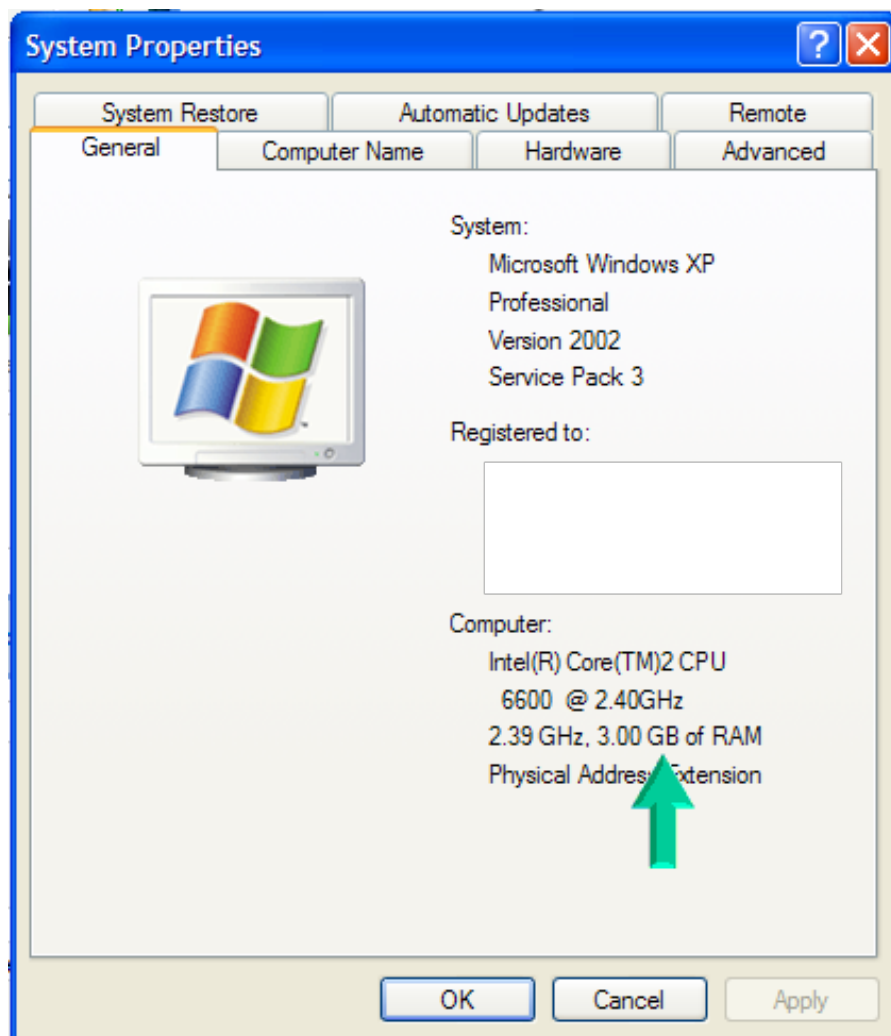 System Properties
System Restore Automatic Updates Remote
General Computer Name Hardware Advanced
System:
Microsoft Windows XP
Professional
Version 2002
Service Pack 3
Registered to:
Computer:
Intel(R) Core(TM)2 CPU
6600 @ 2.40GHz
2.39 GHz, 3.00 GB of RAM
Physical Address Extension
OK Cancel Apply